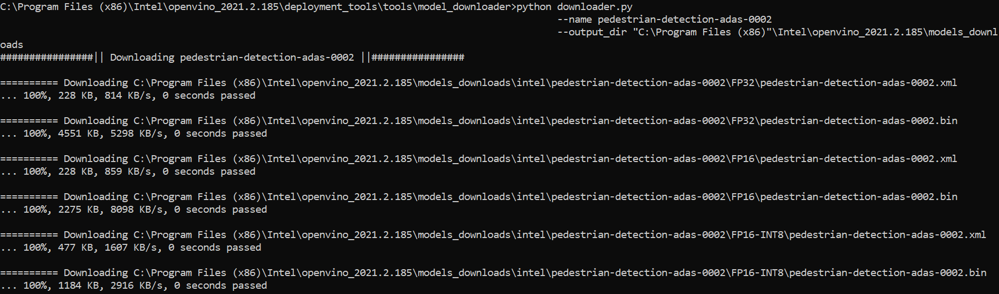 C:\Program Files (x86)\Intel\openvino_2021.2.185\deployment_tools\tools\model_downloader>python downloader.py
--name pedestrian-detection-adas-0002
--output_dir "C:\Program Files (x86)"\Intel\openvino_2021.2.185\models_downl
oads
################|| Downloading pedestrian-detection-adas-0002 ||################
========== Downloading C:\Program Files (x86)\Intel\openvino_2021.2.185\models_downloads\intel\pedestrian-detection-adas-0002\FP32\pedestrian-detection-adas-0002.xml
... 100%, 228 KB, 814 KB/s, 0 seconds passed
========== Downloading C:\Program Files (x86)\Intel\openvino_2021.2.185\models_downloads\intel\pedestrian-detection-adas-0002\FP32\pedestrian-detection-adas-0002.bin
... 100%, 4551 KB, 5298 KB/s, 0 seconds passed
========== Downloading C:\Program Files (x86)\Intel\openvino_2021.2.185\models_downloads\intel\pedestrian-detection-adas-0002\FP16\pedestrian-detection-adas-0002.xml
... 100%, 228 KB, 859 KB/s, 0 seconds passed
========== Downloading C:\Program Files (x86)\Intel\openvino_2021.2.185\models_downloads\intel\pedestrian-detection-adas-0002\FP16\pedestrian-detection-adas-0002.bin
... 100%, 2275 KB, 8098 KB/s, 0 seconds passed
========== Downloading C:\Program Files (x86)\Intel\openvino_2021.2.185\models_downloads\intel\pedestrian-detection-adas-0002\FP16-INT8\pedestrian-detection-adas-0002.xml
... 100%, 477 KB, 1607 KB/s, 0 seconds passed
========== Downloading C:\Program Files (x86)\Intel\openvino_2021.2.185\models_downloads\intel\pedestrian-detection-adas-0002\FP16-INT8\pedestrian-detection-adas-0002.bin
... 100%, 1184 KB, 2916 KB/s, 0 seconds passed